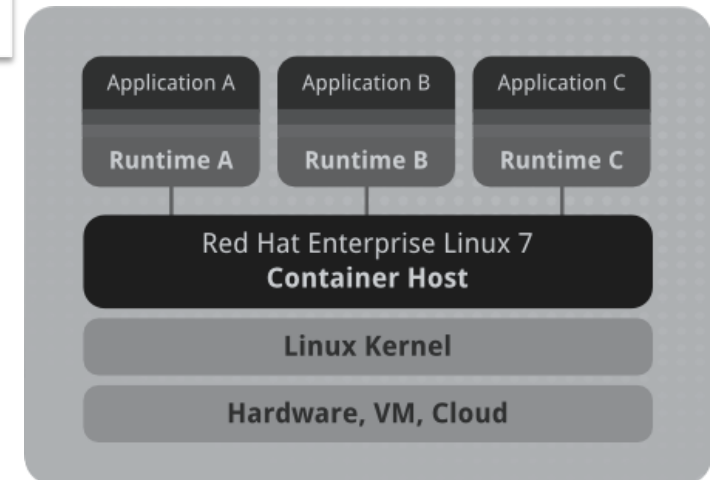 Application A
Application B
Application C
Runtime A
Runtime B
Runtime C
Red Hat Enterprise Linux 7
Container Host
Linux Kernel
Hardware, VM, Cloud